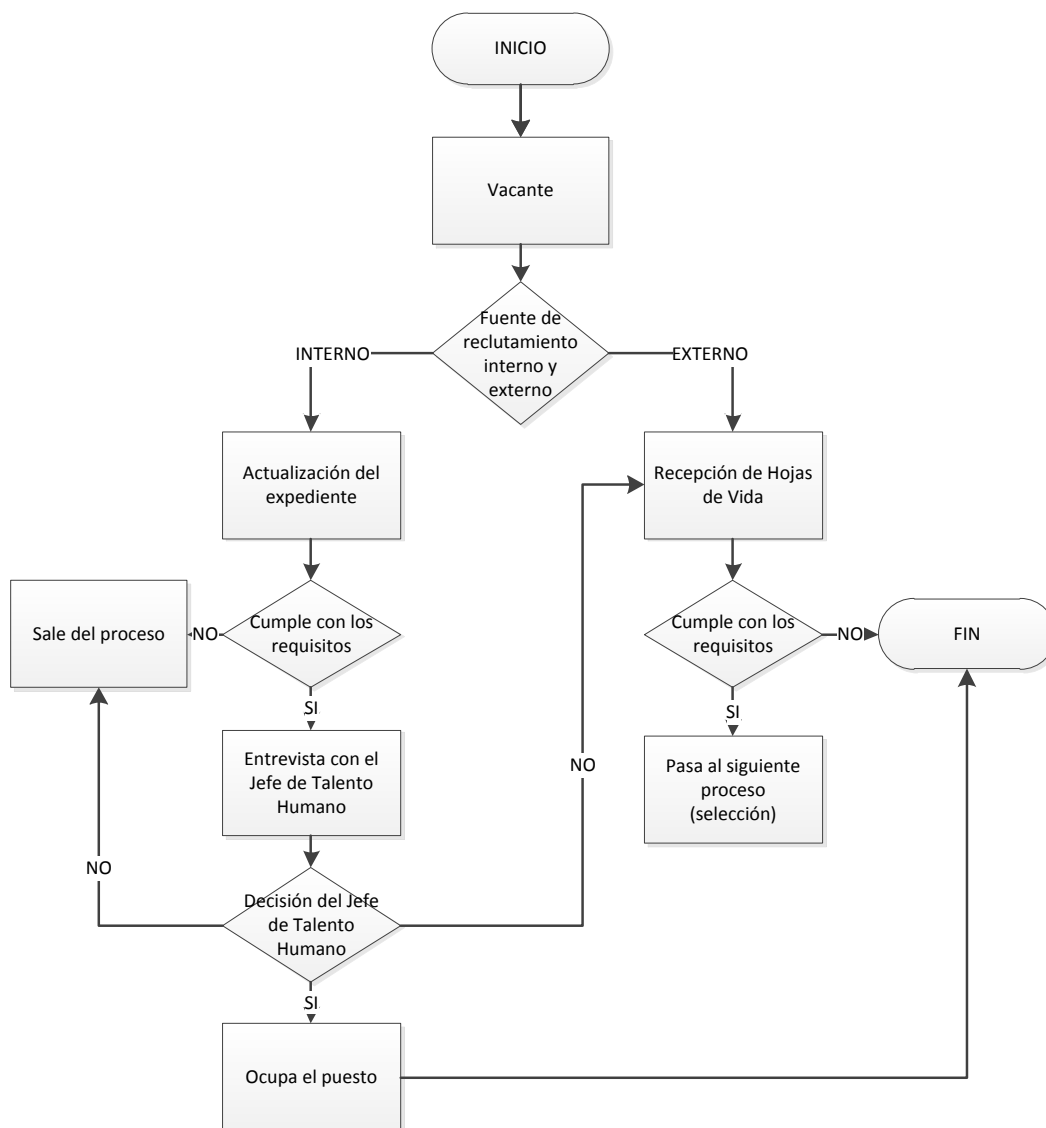 INICIO
Vacante
Fuente de
reclutamiento
interno y
externo
INTERNO
EXTERNO
Actualización del
expediente
Recepción de Hojas
de Vida
Sale del proceso
NO
Cumple con los
requisitos
Cumple con los
requisitos
NO
FIN
SI
SI
Entrevista con el
Jefe de Talento
Humano
NO
Pasa al siguiente
proceso
(selección)
NO
Decisión del Jefe
de Talento
Humano
SI
Ocupa el puesto